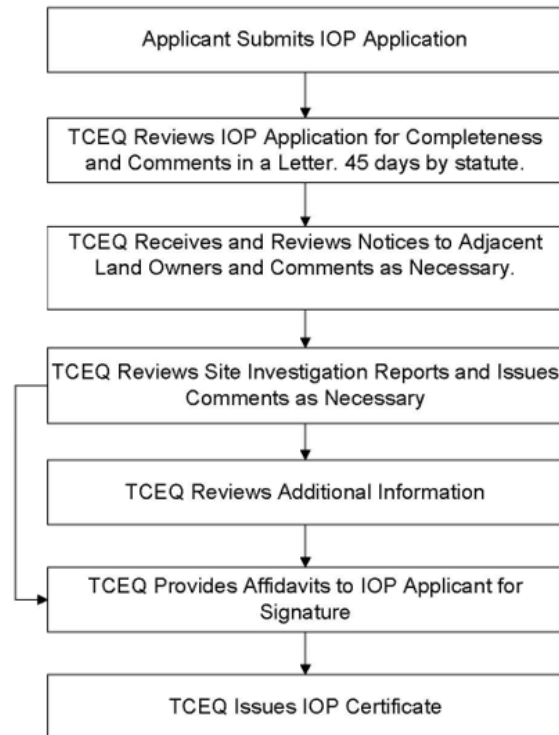 Applicant Submits IOP Application
TCEQ Reviews IOP Application for Completeness
and Comments in a Letter. 45 days by statute.
TCEQ Receives and Reviews Notices to Adjacent
Land Owners and Comments as Necessary.
TCEQ Reviews Site Investigation Reports and Issues
Comments as Necessary
TCEQ Reviews Additional Information
TCEQ Provides Affidavits to IOP Applicant for
Signature
TCEQ Issues IOP Certificate